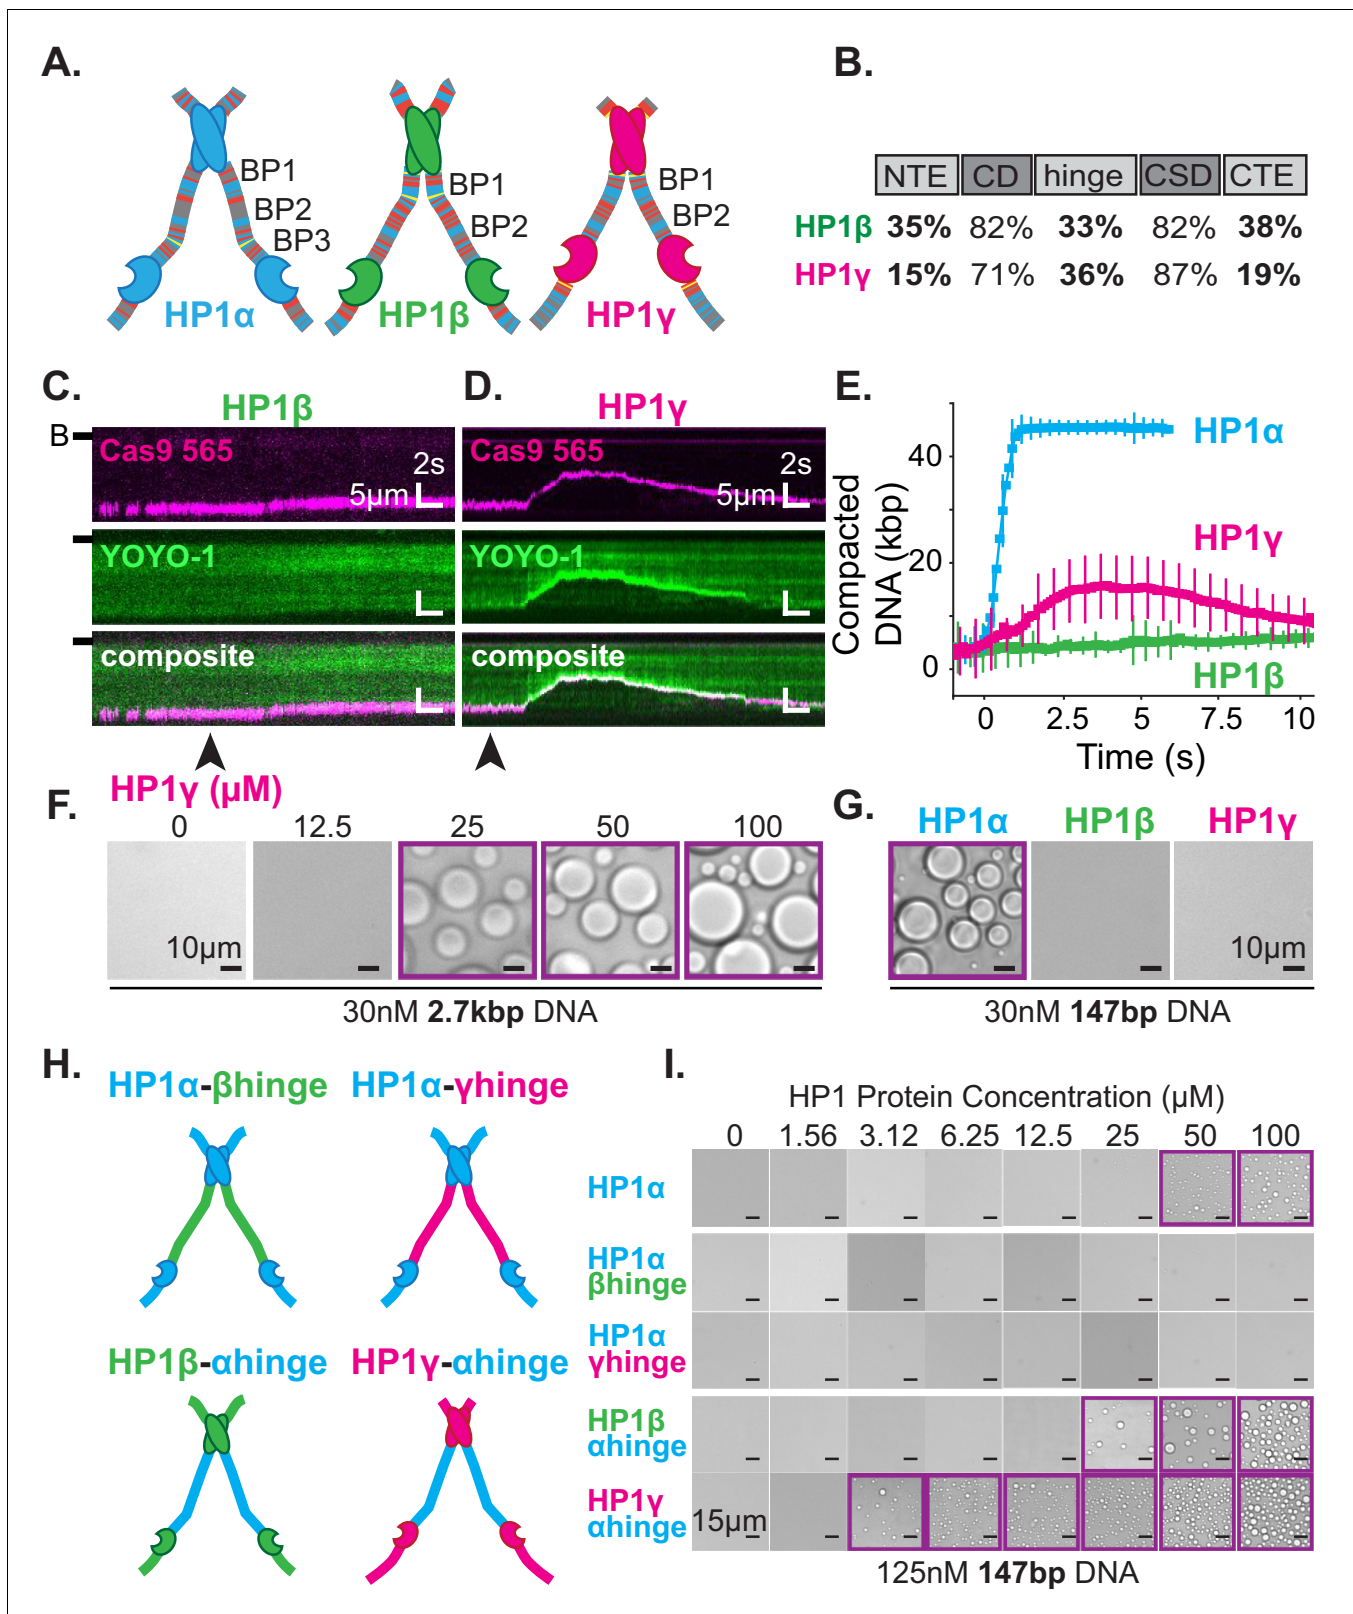 A.
BP1
BP2
BP3
HP1α
BP1
BP2
HP1β
BP1
BP2
HP1γ
B.
NTE CD hinge CSD CTE
HP1β 35% 82% 33% 82% 38%
HP1γ 15% 71% 36% 87% 19%
C.
HP1β
B
Cas9 565
2s
5µm
YOYO-1
composite
D.
HP1γ
Cas9 565
2s
5µm
YOYO-1
composite
E.
Compacted
DNA (kbp)
40
20
0
HP1α
HP1γ
HP1β
0 2.5 5 7.5 10
Time (s)
F.
HP1γ (µM)
0 12.5 25 50 100
10µm
30nM 2.7kbp DNA
G.
HP1α HP1β HP1γ
10µm
30nM 147bp DNA
H.
HP1α-βhinge HP1α-γhinge
HP1β-αhinge HP1γ-αhinge
I.
HP1 Protein Concentration (µM)
0 1.56 3.12 6.25 12.5 25 50 100
HP1α
HP1α
βhinge
HP1α
γhinge
HP1β
αhinge
HP1γ
αhinge
15µm
125nM 147bp DNA